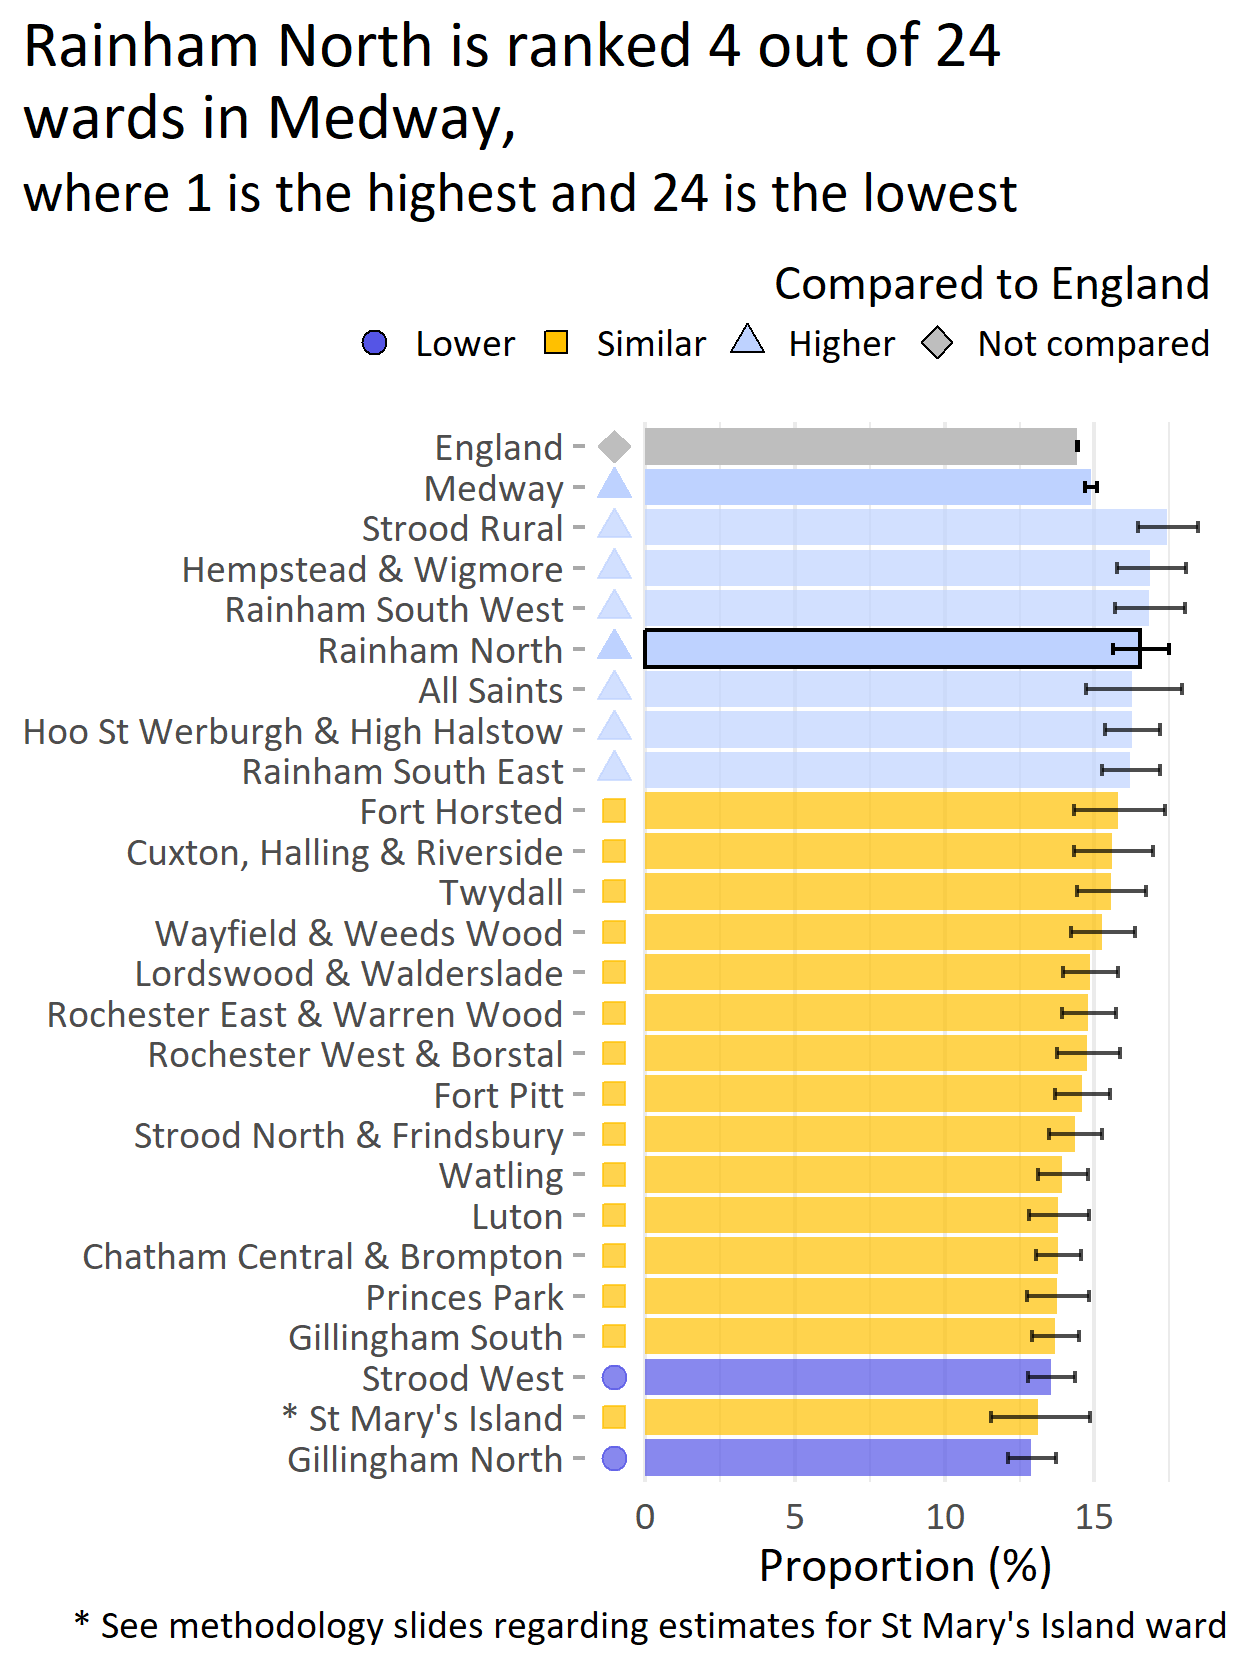 Rainham North is ranked 4 out of 24
wards in Medway,
where 1 is the highest and 24 is the lowest
Compared to England
Lower Similar Higher Not compared
England
Medway
Strood Rural
Hempstead & Wigmore
Rainham South West
Rainham North
All Saints
Hoo St Werburgh & High Halstow
Rainham South East
Fort Horsted
Cuxton, Halling & Riverside
Twydall
Wayfield & Weeds Wood
Lordswood & Walderslade
Rochester East & Warren Wood
Rochester West & Borstal
Fort Pitt
Strood North & Frindsbury
Watling
Luton
Chatham Central & Brompton
Princes Park
Gillingham South
Strood West
* St Mary's Island
Gillingham North
0 5 10 15
Proportion (%)
* See methodology slides regarding estimates for St Mary's Island ward